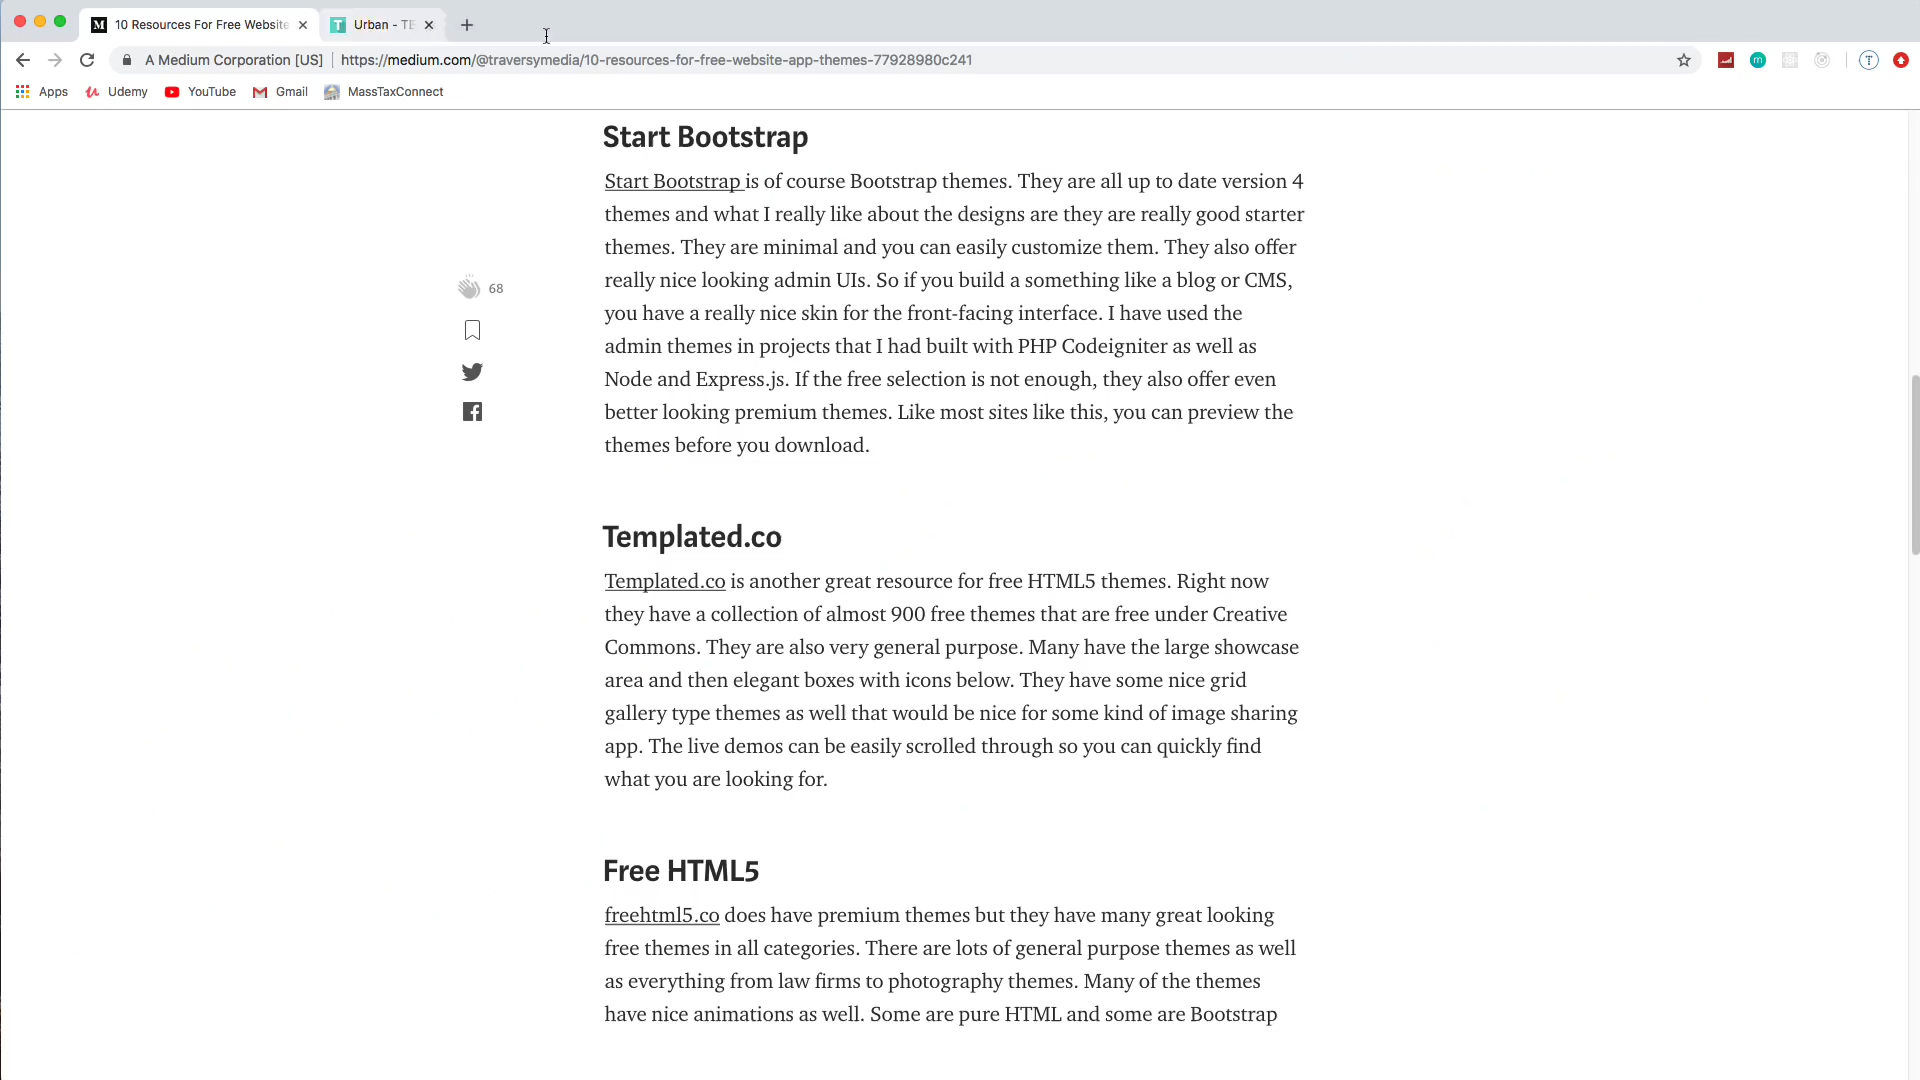 10 Resources For Free Website
Urban - TE
A Medium Corporation [US] https://medium.com/@traversymedia/10-resources-for-free-website-app-themes-77928980c241
Apps Udemy YouTube Gmail MassTaxConnect
Start Bootstrap
Start Bootstrap is of course Bootstrap themes. They are all up to date version 4
themes and what I really like about the designs are they are really good starter
themes. They are minimal and you can easily customize them. They also offer
really nice looking admin UIs. So if you build a something like a blog or CMS,
68
you have a really nice skin for the front-facing interface. I have used the
admin themes in projects that I had built with PHP Codeigniter as well as
Node and Express.js. If the free selection is not enough, they also offer even
better looking premium themes. Like most sites like this, you can preview the
themes before you download.
Templated.co
Templated.co is another great resource for free HTML5 themes. Right now
they have a collection of almost 900 free themes that are free under Creative
Commons. They are also very general purpose. Many have the large showcase
area and then elegant boxes with icons below. They have some nice grid
gallery type themes as well that would be nice for some kind of image sharing
app. The live demos can be easily scrolled through so you can quickly find
what you are looking for.
Free HTML5
freehtml5.co does have premium themes but they have many great looking
free themes in all categories. There are lots of general purpose themes as well
as everything from law firms to photography themes. Many of the themes
have nice animations as well. Some are pure HTML and some are Bootstrap